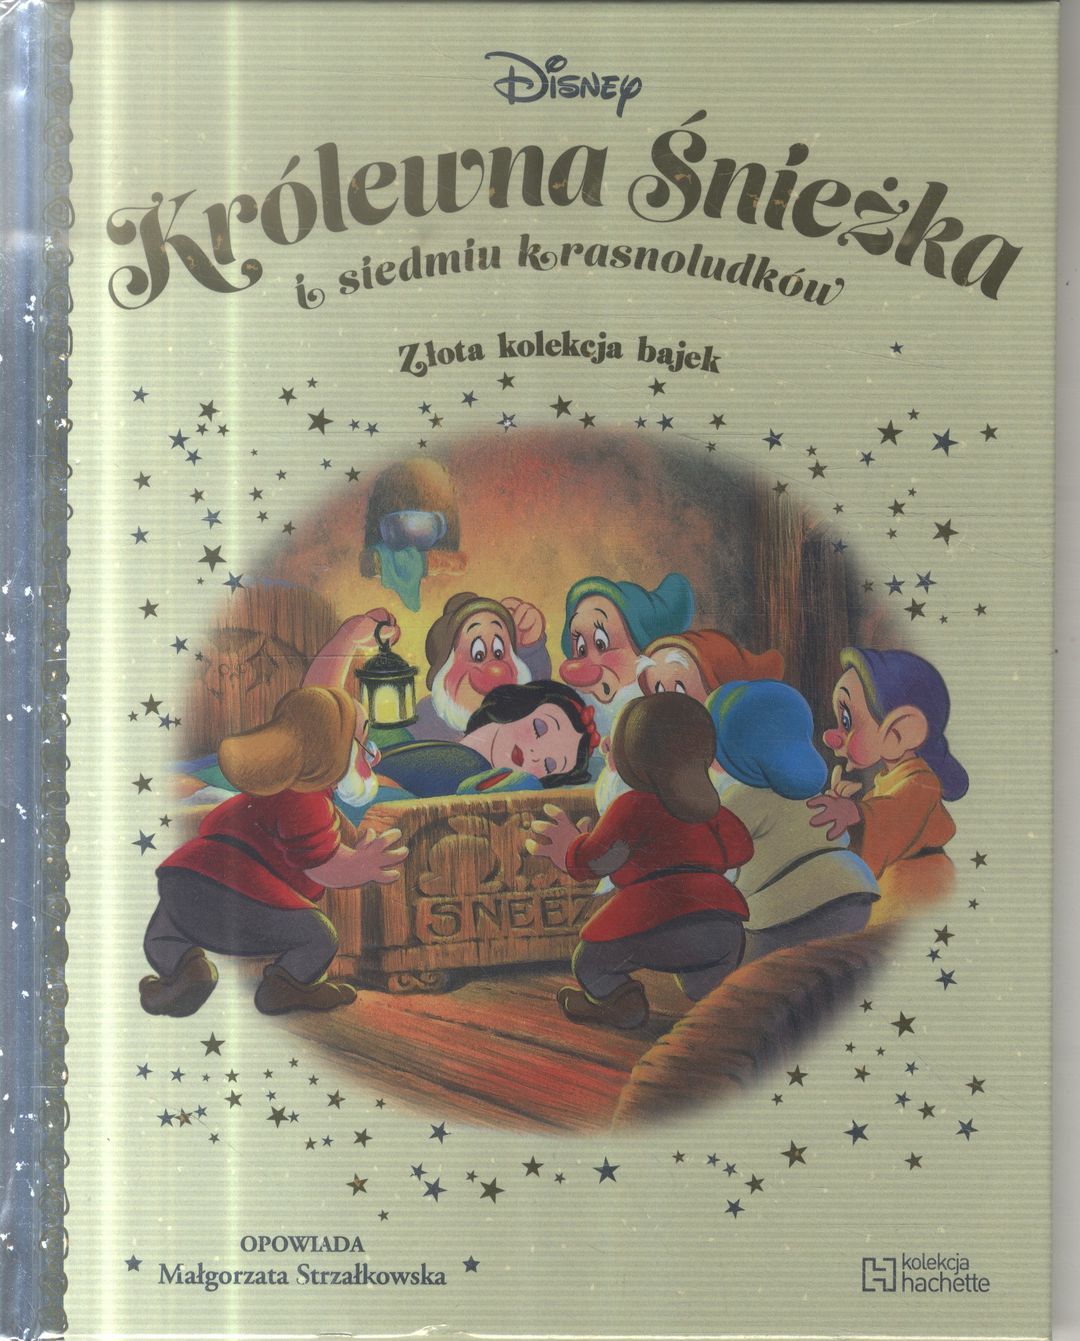 Disney
Królewna Śnieżka
i siedmiu krasnoludków
Złota kolekcja bajek
SNEEZ
OPOWIADA
Małgorzata Strzałkowska
kolekcja
hachette